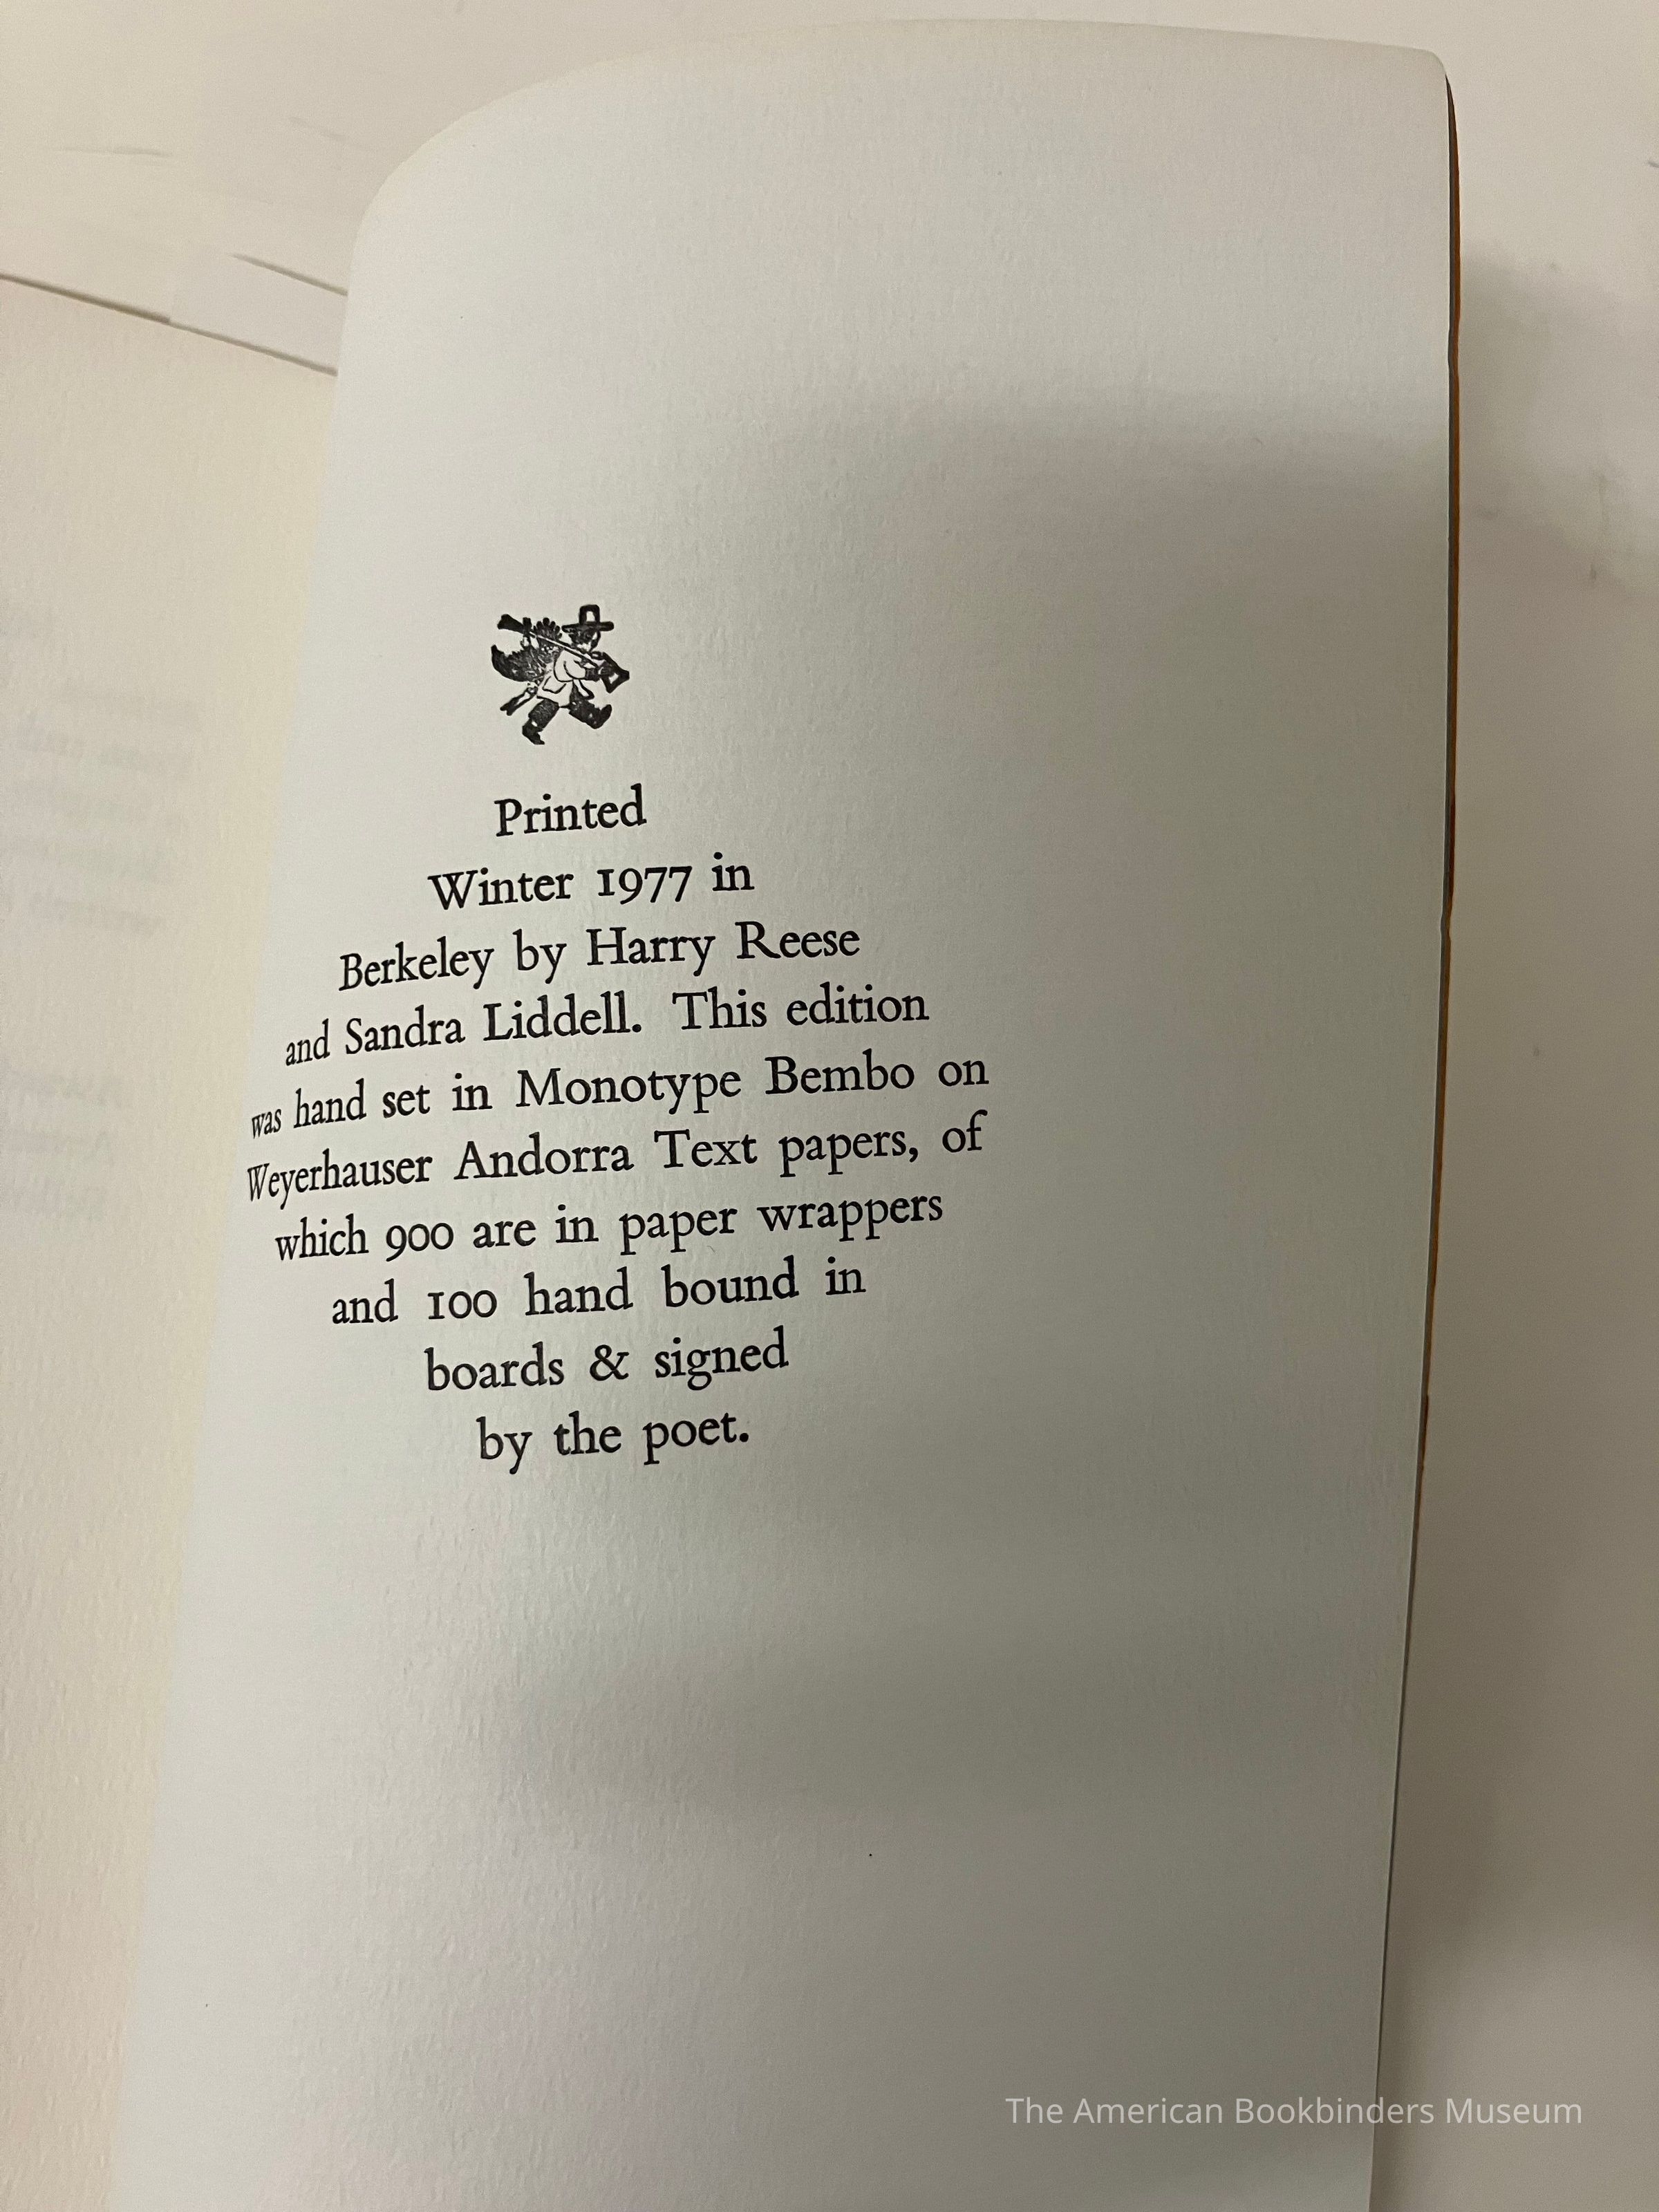 Printed
Winter 1977 in
Berkeley by Harry Reese
and Sandra Liddell. This edition
was hand set in Monotype Bembo on
Weyerhauser Andorra Text papers, of
which 900 are in paper wrappers
and 100 hand bound in
boards & signed
by the poet.
The American Bookbinders Museum